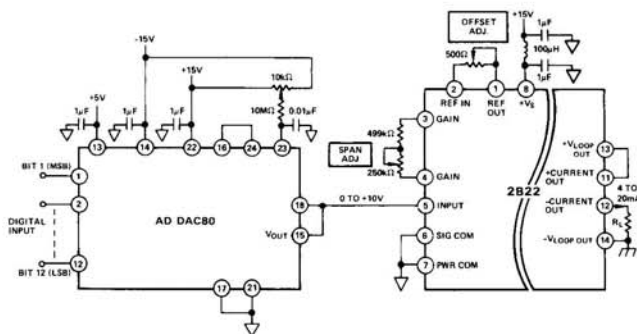 OFFSET
ADJ.
+15V
1µF
100µH
1µF
-15V
+15V
10kΩ
500Ω
+5V
1µF
1µF
1µF
10MΩ
0.01µF
2
1
8
REF IN
REF
OUT
+VS
13
14
22
16
24
23
3
GAIN
499kΩ
SPAN
ADJ
250kΩ
4
GAIN
+VLOOP
OUT
13
+CURRENT
OUT
11
-CURRENT
OUT
12
4 TO
20mA
RL
-VLOOP OUT
14
2B22
BIT 1 (MSB)
1
2
DIGITAL
INPUT
BIT 12 (LSB)
12
AD DAC80
18
VOUT
15
0 TO +10V
5
INPUT
6
SIG COM
7
PWR COM
17
21